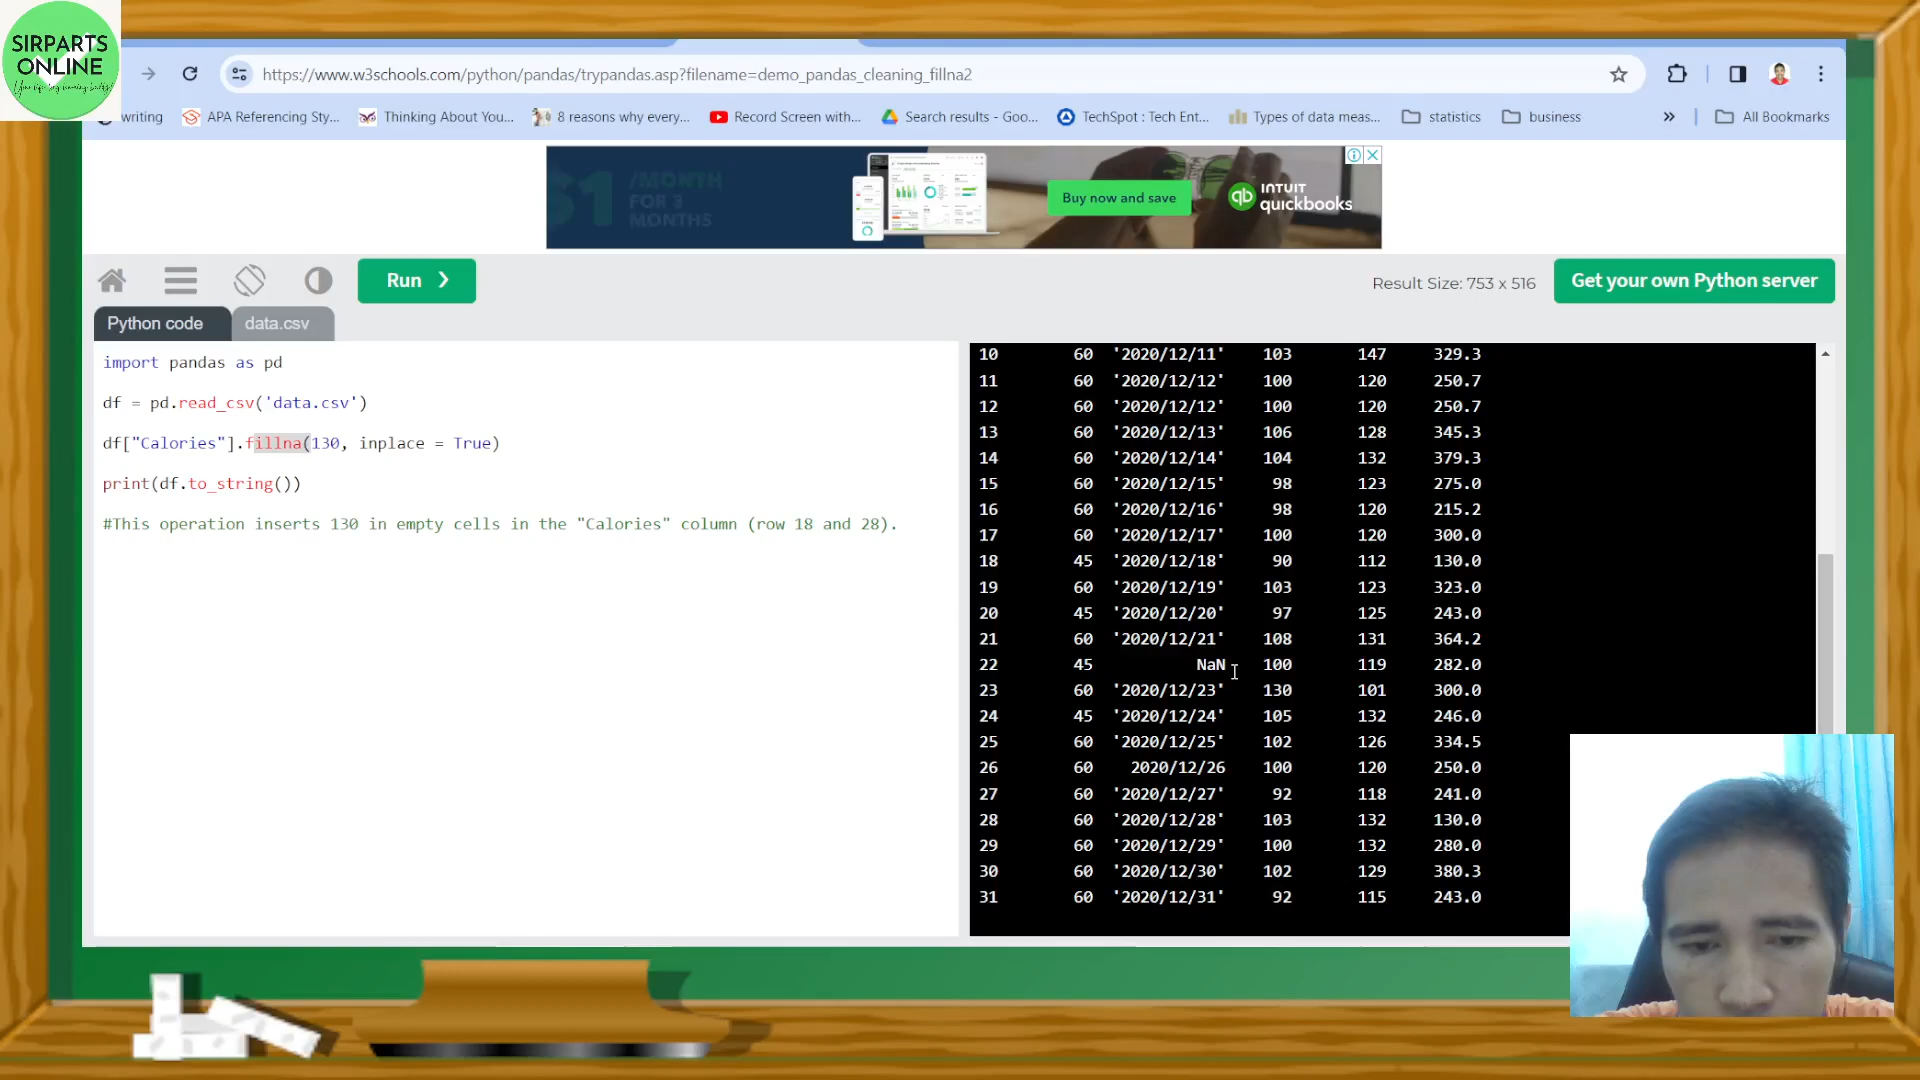 SIRPARTS
ONLINE
https://www.w3schools.com/python/pandas/trypandas.asp?filename=demo_pandas_cleaning_fillna2
writing
APA Referencing Sty...
Thinking About You...
8 reasons why every...
Record Screen with...
Search results - Goo...
TechSpot : Tech Ent...
Types of data meas...
statistics
business
»
All Bookmarks
$1 /MONTH
FOR 3
MONTHS
Buy now and save
qb INTUIT
quickbooks
Run ❯
Result Size: 753 x 516
Get your own Python server
Python code
data.csv
import pandas as pd
df = pd.read_csv('data.csv')
df["Calories"].fillna(130, inplace = True)
print(df.to_string())
#This operation inserts 130 in empty cells in the "Calories" column (row 18 and 28).
10 60 '2020/12/11' 103 147 329.3
11 60 '2020/12/12' 100 120 250.7
12 60 '2020/12/12' 100 120 250.7
13 60 '2020/12/13' 106 128 345.3
14 60 '2020/12/14' 104 132 379.3
15 60 '2020/12/15' 98 123 275.0
16 60 '2020/12/16' 98 120 215.2
17 60 '2020/12/17' 100 120 300.0
18 45 '2020/12/18' 90 112 130.0
19 60 '2020/12/19' 103 123 323.0
20 45 '2020/12/20' 97 125 243.0
21 60 '2020/12/21' 108 131 364.2
22 45 NaN 100 119 282.0
23 60 '2020/12/23' 130 101 300.0
24 45 '2020/12/24' 105 132 246.0
25 60 '2020/12/25' 102 126 334.5
26 60 2020/12/26 100 120 250.0
27 60 '2020/12/27' 92 118 241.0
28 60 '2020/12/28' 103 132 130.0
29 60 '2020/12/29' 100 132 280.0
30 60 '2020/12/30' 102 129 380.3
31 60 '2020/12/31' 92 115 243.0